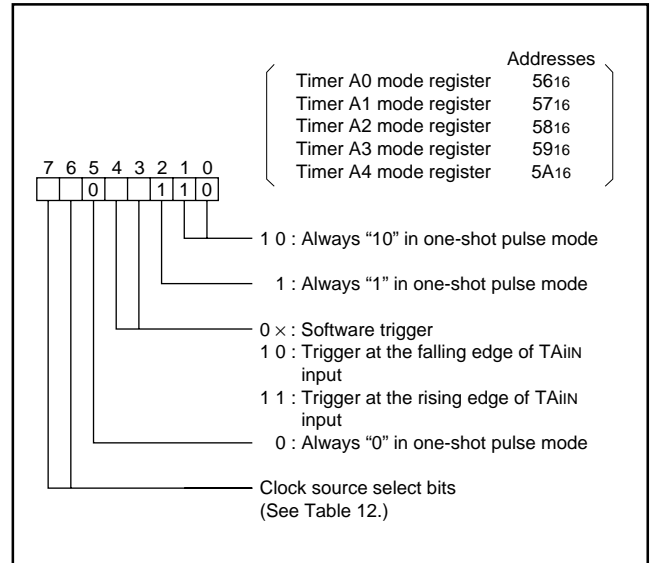 Addresses
Timer A0 mode register 5616
Timer A1 mode register 5716
Timer A2 mode register 5816
Timer A3 mode register 5916
Timer A4 mode register 5A16
7 6 5 4 3 2 1 0
0 1 1 0
1 0 : Always “10” in one-shot pulse mode
1 : Always “1” in one-shot pulse mode
0 × : Software trigger
1 0 : Trigger at the falling edge of TAiIN
input
1 1 : Trigger at the rising edge of TAiIN
input
0 : Always “0” in one-shot pulse mode
Clock source select bits
(See Table 12.)